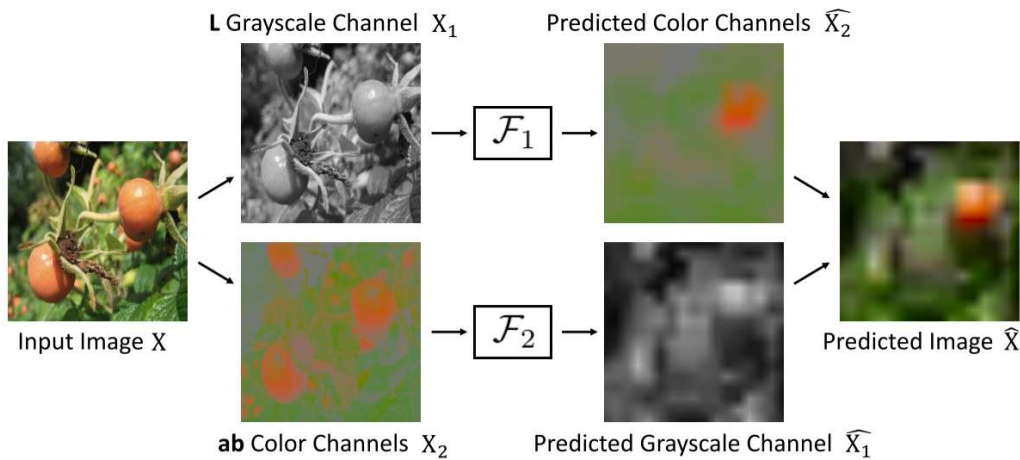 L Grayscale Channel X₁
Predicted Color Channels X̂₂
ℱ₁
Input Image X
ℱ₂
Predicted Image X̂
ab Color Channels X₂
Predicted Grayscale Channel X̂₁